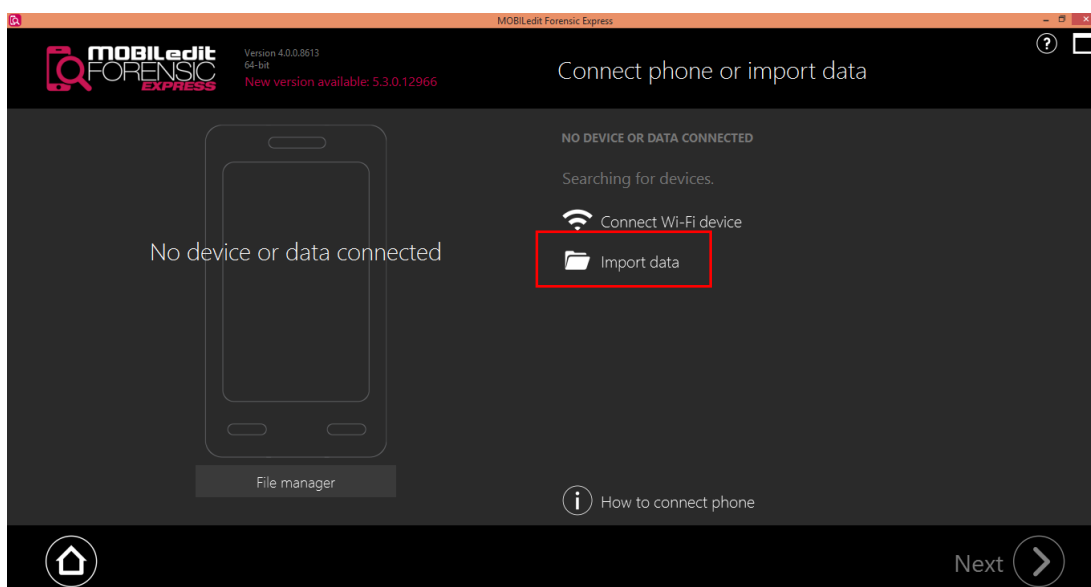 MOBILedit Forensic Express
MOBILedit
FORENSIC
EXPRESS
Version 4.0.0.8613
64-bit
New version available: 5.3.0.12966
Connect phone or import data
?
NO DEVICE OR DATA CONNECTED
Searching for devices.
Connect Wi-Fi device
No device or data connected
Import data
File manager
i How to connect phone
Next